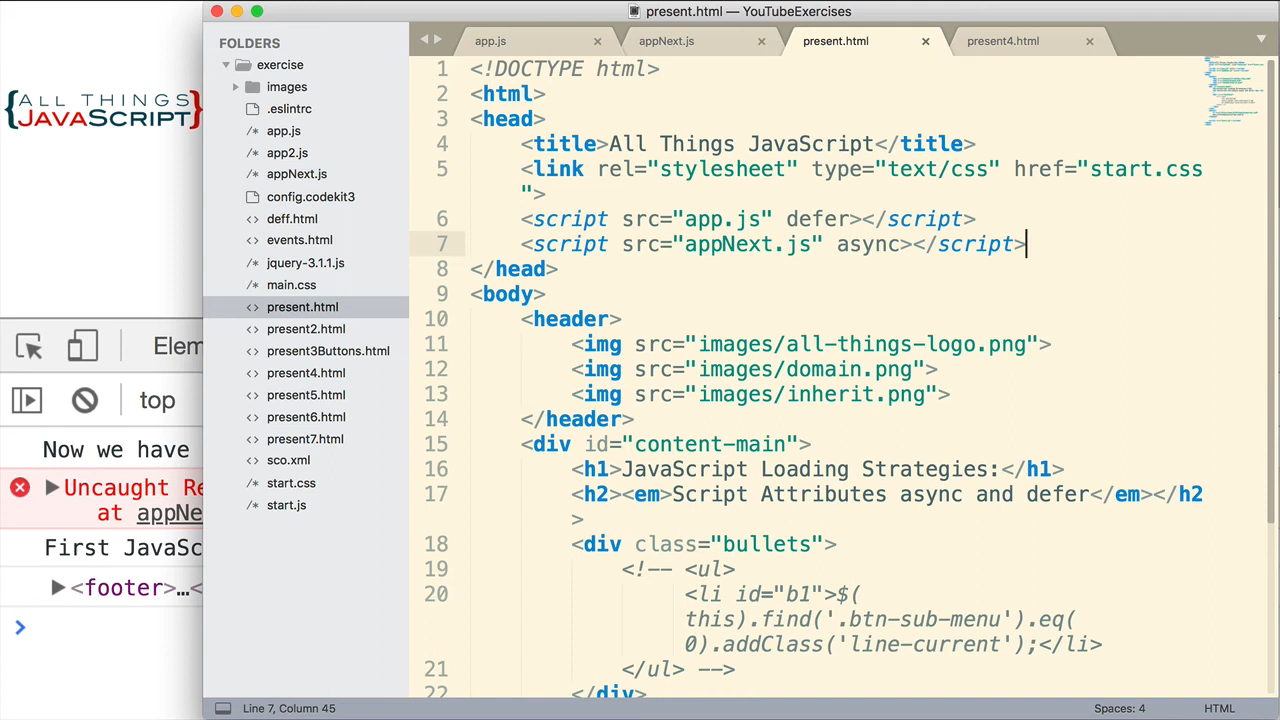 present.html — YouTubeExercises
FOLDERS
exercise
images
.eslintrc
app.js
app2.js
appNext.js
config.codekit3
deff.html
events.html
jquery-3.1.1.js
main.css
present.html
present2.html
present3Buttons.html
present4.html
present5.html
present6.html
present7.html
sco.xml
start.css
start.js
app.js
appNext.js
present.html
present4.html
1 <!DOCTYPE html>
2 <html>
3 <head>
4 <title>All Things JavaScript</title>
5 <link rel="stylesheet" type="text/css" href="start.css
">
6 <script src="app.js" defer></script>
7 <script src="appNext.js" async></script>
8 </head>
9 <body>
10 <header>
11 <img src="images/all-things-logo.png">
12 <img src="images/domain.png">
13 <img src="images/inherit.png">
14 </header>
15 <div id="content-main">
16 <h1>JavaScript Loading Strategies:</h1>
17 <h2><em>Script Attributes async and defer</em></h2
>
18 <div class="bullets">
19 <!-- <ul>
20 <li id="b1">$(
this).find('.btn-sub-menu').eq(
0).addClass('line-current');</li>
21 </ul> -->
22 </div>
{ALL THINGS
JAVASCRIPT}
Elem
top
Now we have
Uncaught Re
at appNe
First JavaSc
<footer>…<
Line 7, Column 45
Spaces: 4
HTML